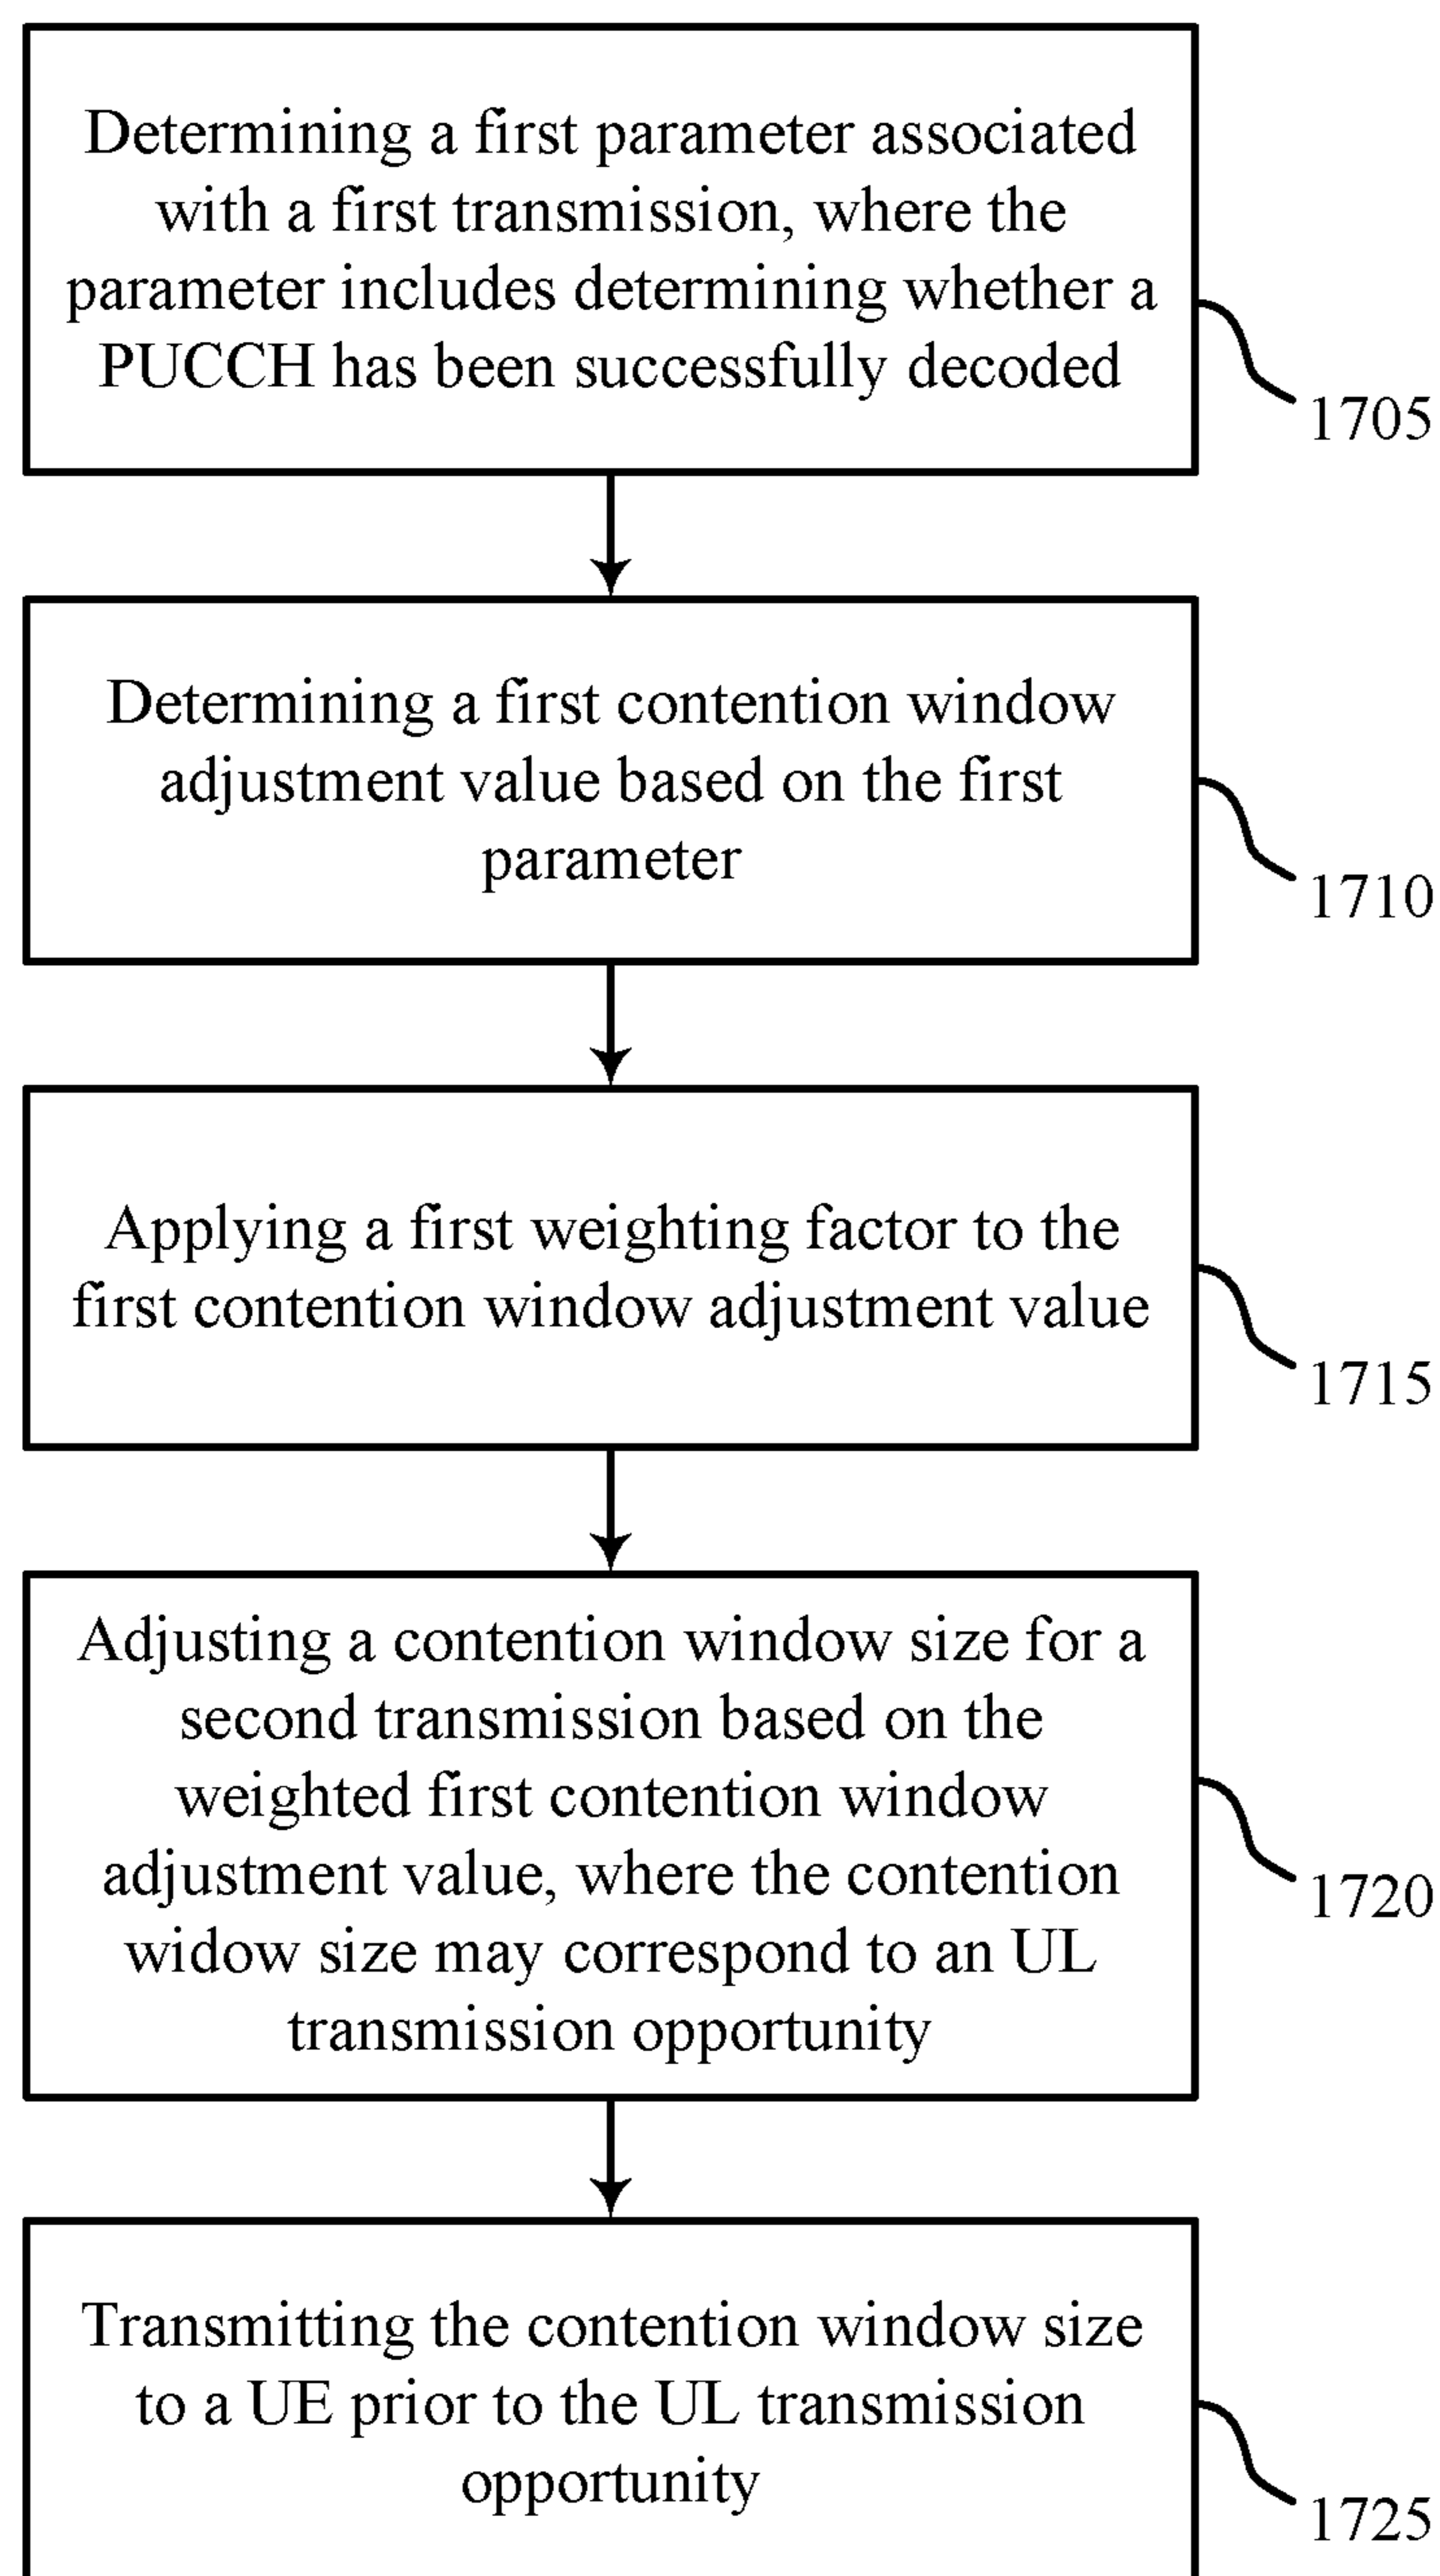 Determining a first parameter associated
with a first transmission, where the
parameter includes determining whether a
PUCCH has been successfully decoded
1705
Determining a first contention window
adjustment value based on the first
parameter
1710
Applying a first weighting factor to the
first contention window adjustment value
1715
Adjusting a contention window size for a
second transmission based on the
weighted first contention window
adjustment value, where the contention
widow size may correspond to an UL
transmission opportunity
1720
Transmitting the contention window size
to a UE prior to the UL transmission
opportunity
1725